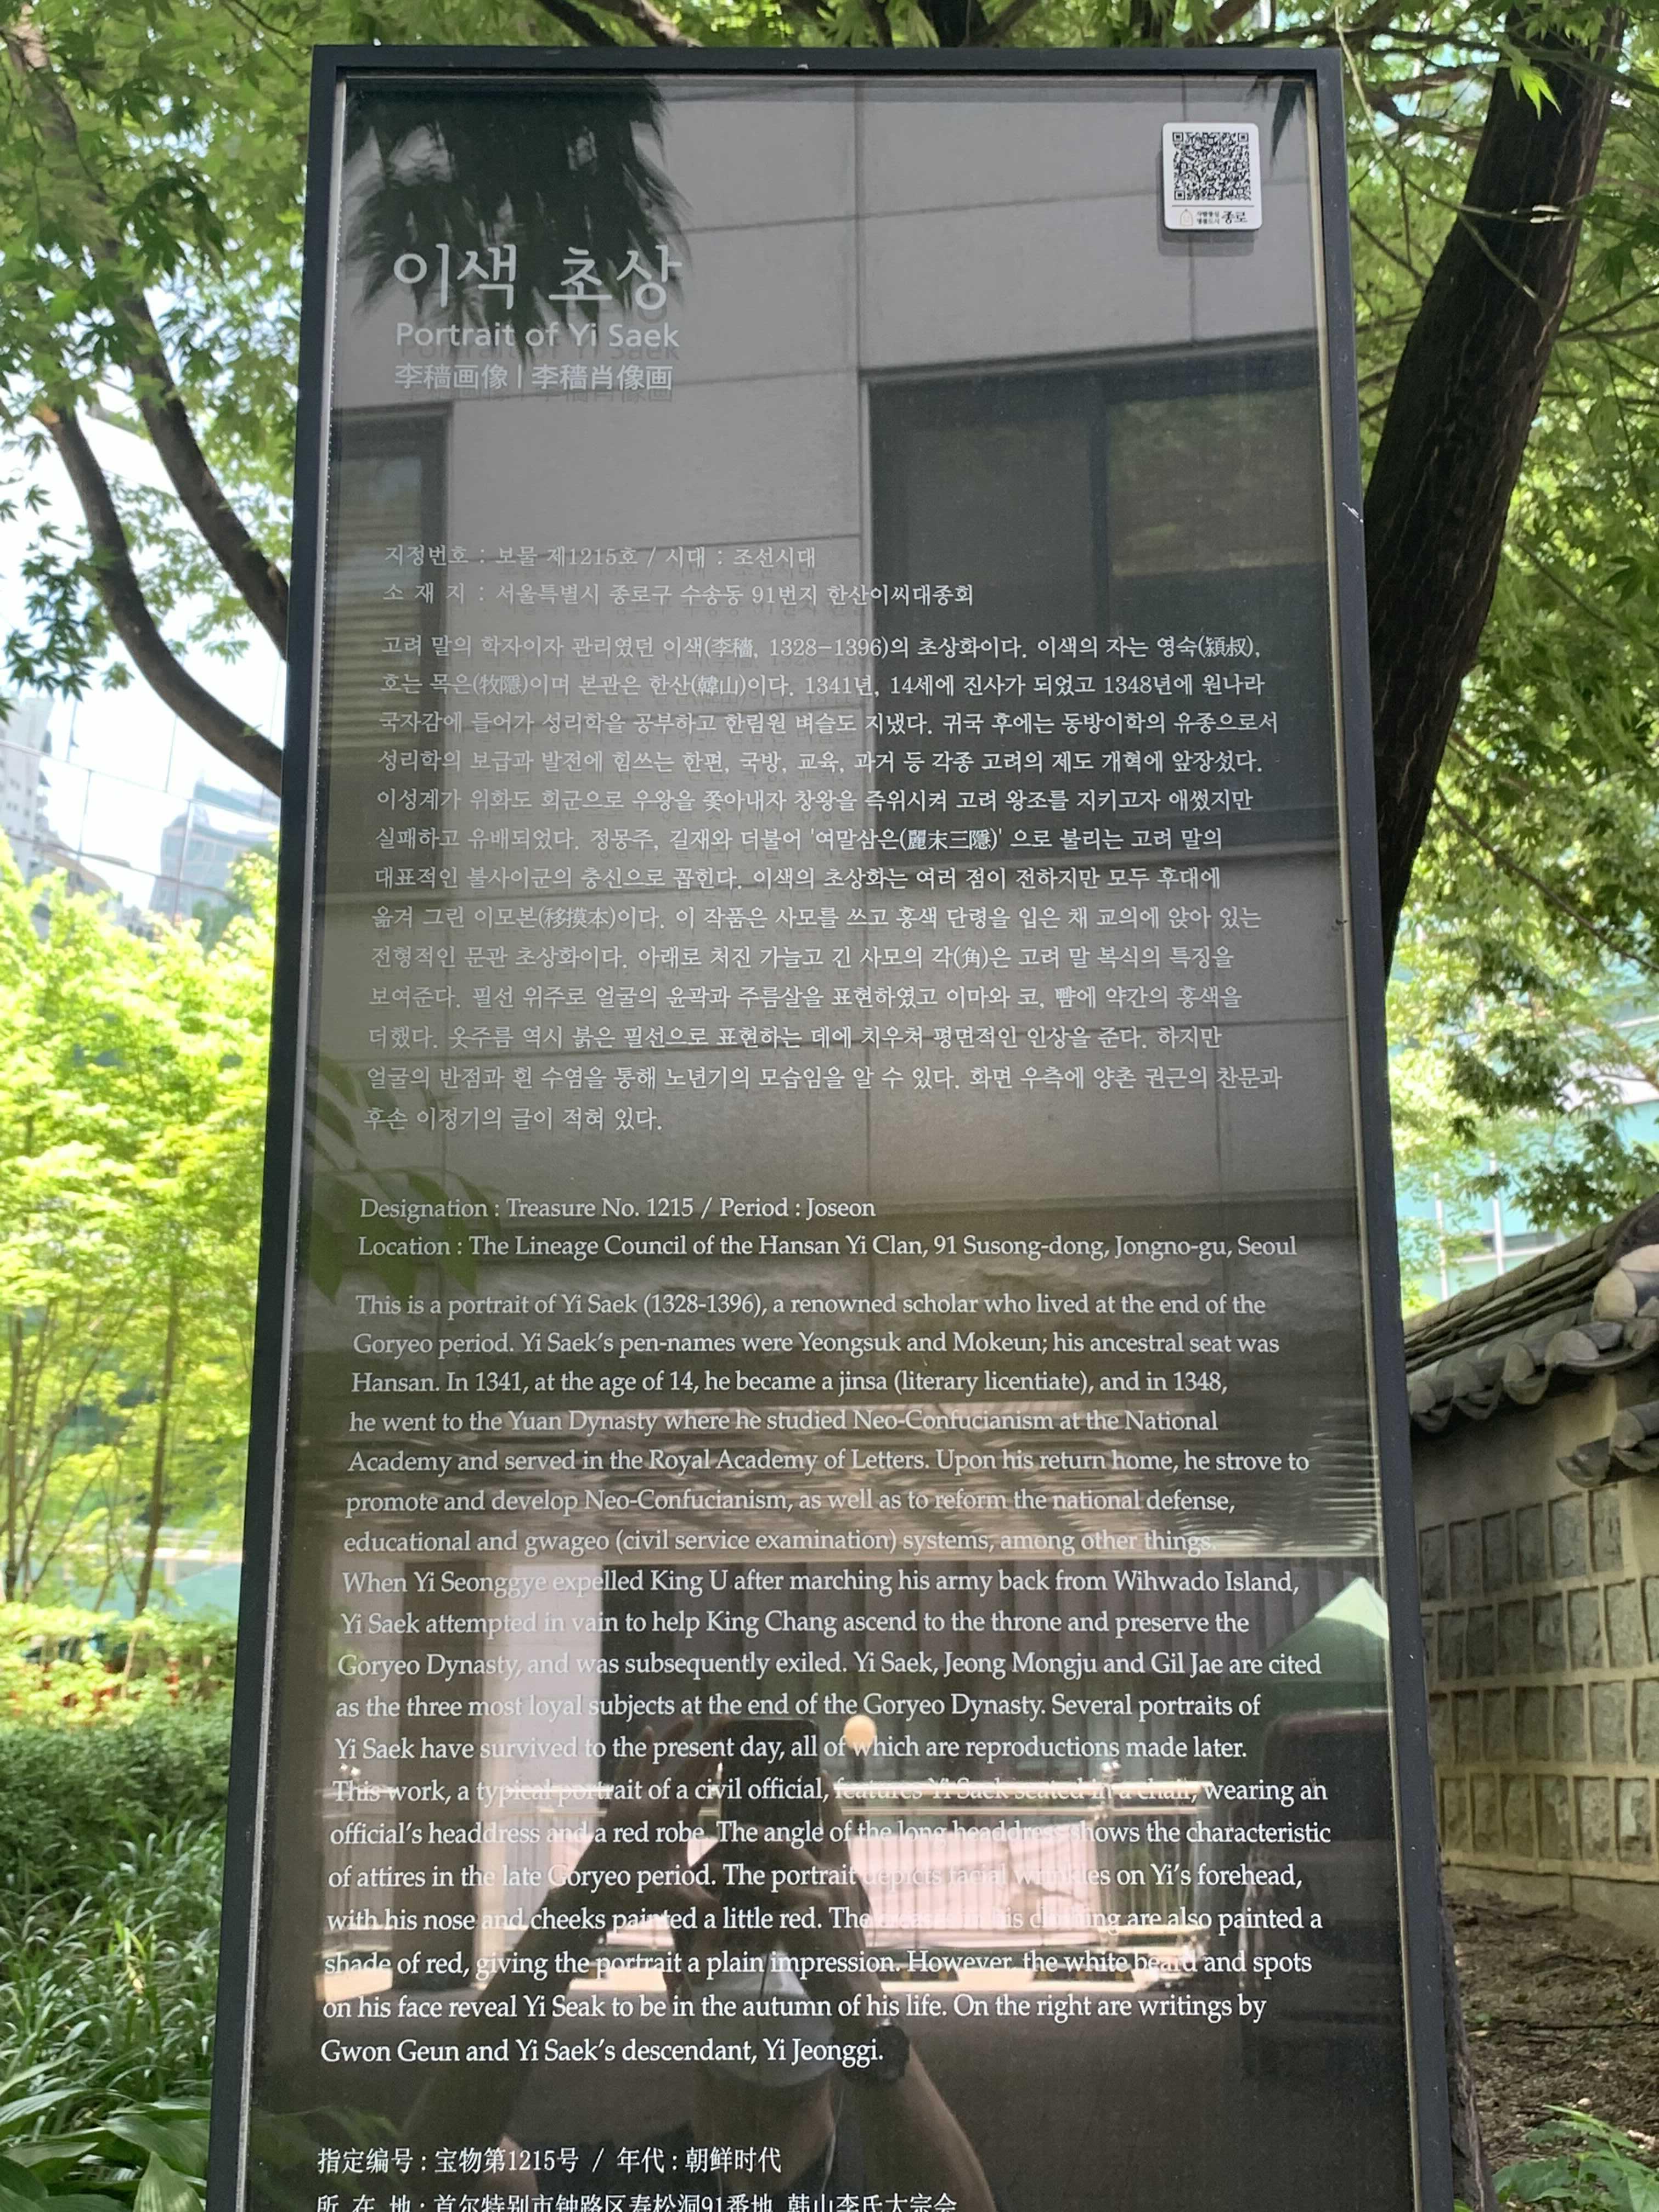 사람중심
명품도시 종로
이색 초상
Portrait of Yi Saek
李穡画像 | 李穡肖像画
지정번호 : 보물 제1215호 / 시대 : 조선시대
소 재 지 : 서울특별시 종로구 수송동 91번지 한산이씨대종회
고려 말의 학자이자 관리였던 이색(李穡, 1328-1396)의 초상화이다. 이색의 자는 영숙(潁叔),
호는 목은(牧隱)이며 본관은 한산(韓山)이다. 1341년, 14세에 진사가 되었고 1348년에 원나라
국자감에 들어가 성리학을 공부하고 한림원 벼슬도 지냈다. 귀국 후에는 동방이학의 유종으로서
성리학의 보급과 발전에 힘쓰는 한편, 국방, 교육, 과거 등 각종 고려의 제도 개혁에 앞장섰다.
이성계가 위화도 회군으로 우왕을 쫓아내자 창왕을 즉위시켜 고려 왕조를 지키고자 애썼지만
실패하고 유배되었다. 정몽주, 길재와 더불어 '여말삼은(麗末三隱)' 으로 불리는 고려 말의
대표적인 불사이군의 충신으로 꼽힌다. 이색의 초상화는 여러 점이 전하지만 모두 후대에
옮겨 그린 이모본(移摸本)이다. 이 작품은 사모를 쓰고 홍색 단령을 입은 채 교의에 앉아 있는
전형적인 문관 초상화이다. 아래로 처진 가늘고 긴 사모의 각(角)은 고려 말 복식의 특징을
보여준다. 필선 위주로 얼굴의 윤곽과 주름살을 표현하였고 이마와 코, 뺨에 약간의 홍색을
더했다. 옷주름 역시 붉은 필선으로 표현하는 데에 치우쳐 평면적인 인상을 준다. 하지만
얼굴의 반점과 흰 수염을 통해 노년기의 모습임을 알 수 있다. 화면 우측에 양촌 권근의 찬문과
후손 이정기의 글이 적혀 있다.
Designation : Treasure No. 1215 / Period : Joseon
Location : The Lineage Council of the Hansan Yi Clan, 91 Susong-dong, Jongno-gu, Seoul
This is a portrait of Yi Saek (1328-1396), a renowned scholar who lived at the end of the
Goryeo period. Yi Saek's pen-names were Yeongsuk and Mokeun; his ancestral seat was
Hansan. In 1341, at the age of 14, he became a jinsa (literary licentiate), and in 1348,
he went to the Yuan Dynasty where he studied Neo-Confucianism at the National
Academy and served in the Royal Academy of Letters. Upon his return home, he strove to
promote and develop Neo-Confucianism, as well as to reform the national defense,
educational and gwageo (civil service examination) systems, among other things.
When Yi Seonggye expelled King U after marching his army back from Wihwado Island,
Yi Saek attempted in vain to help King Chang ascend to the throne and preserve the
Goryeo Dynasty, and was subsequently exiled. Yi Saek, Jeong Mongju and Gil Jae are cited
as the three most loyal subjects at the end of the Goryeo Dynasty. Several portraits of
Yi Saek have survived to the present day, all of which are reproductions made later.
This work, a typical portrait of a civil official, features Yi Saek seated in a chair, wearing an
official's headdress and a red robe. The angle of the long headdress shows the characteristic
of attires in the late Goryeo period. The portrait depicts facial wrinkles on Yi's forehead,
with his nose and cheeks painted a little red. The creases in his clothing are also painted a
shade of red, giving the portrait a plain impression. However, the white beard and spots
on his face reveal Yi Seak to be in the autumn of his life. On the right are writings by
Gwon Geun and Yi Saek's descendant, Yi Jeonggi.
指定编号 : 宝物第1215号 / 年代 : 朝鲜时代
所 在 地 : 首尔特别市钟路区寿松洞91番地 韩山李氏大宗会